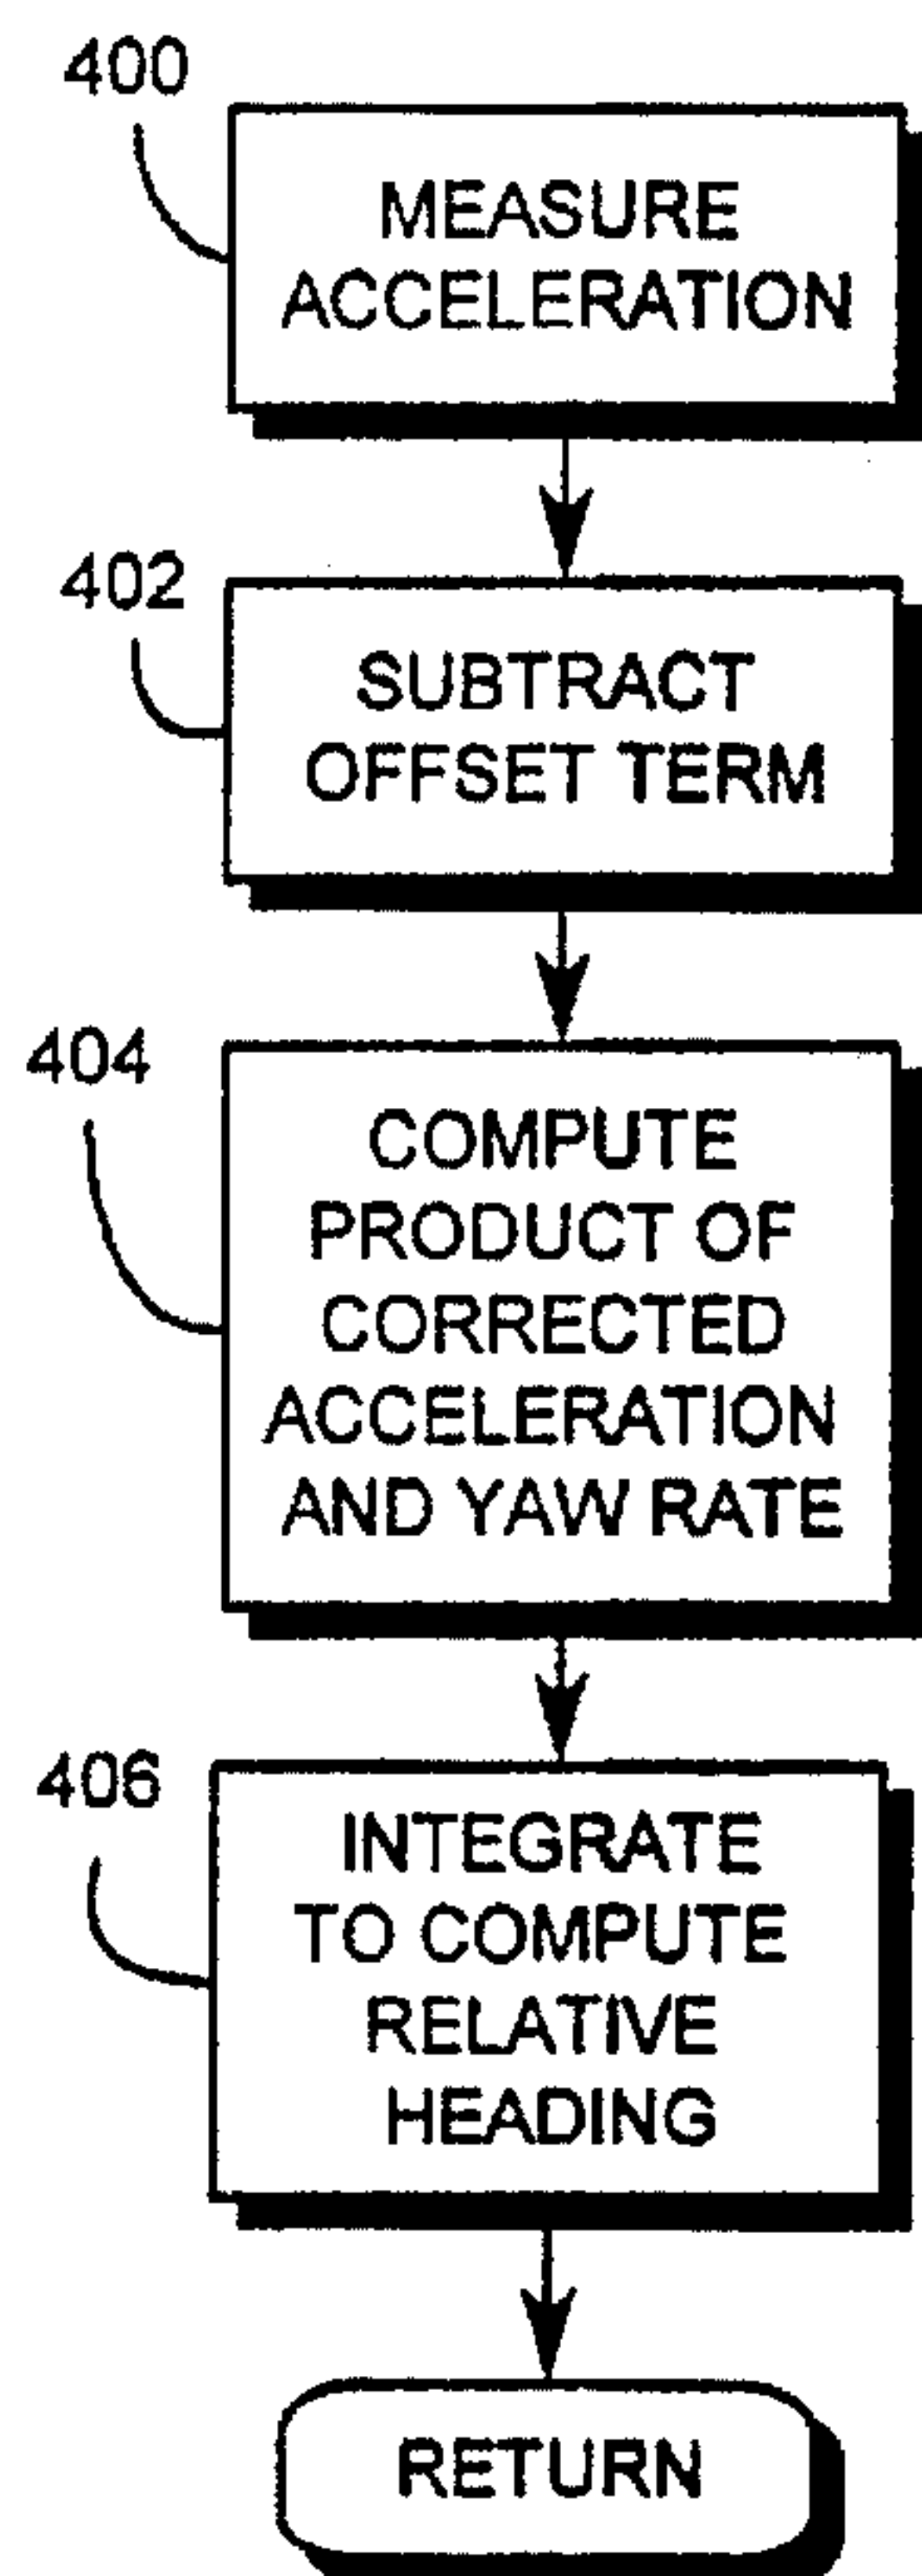 400
MEASURE
ACCELERATION
402
SUBTRACT
OFFSET TERM
404
COMPUTE
PRODUCT OF
CORRECTED
ACCELERATION
AND YAW RATE
406
INTEGRATE
TO COMPUTE
RELATIVE
HEADING
RETURN